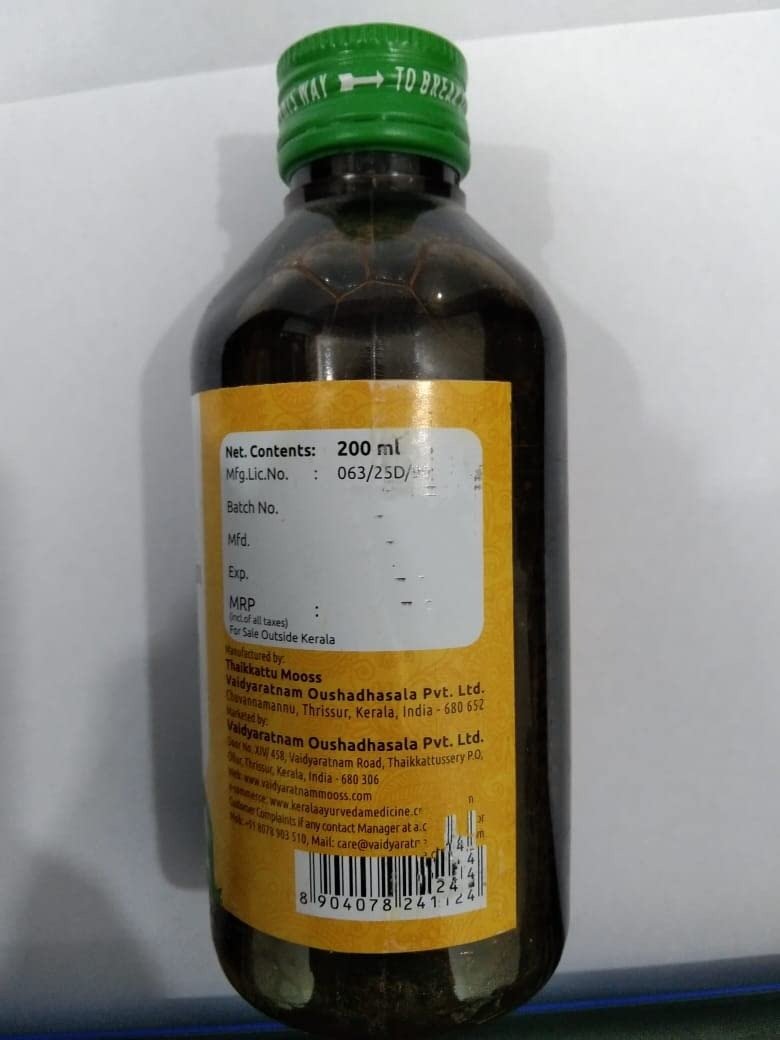 WAY → TO BREAK
Net. Contents: 200 ml
Mfg.Lic.No. : 063/25D/
Batch No.
Mfd.
Exp.
MRP :
(incl.of all taxes)
For Sale Outside Kerala
Manufactured by:
Thaikkattu Mooss
Vaidyaratnam Oushadhasala Pvt. Ltd.
Chuvannamannu, Thrissur, Kerala, India - 680 652
Marketed by:
Vaidyaratnam Oushadhasala Pvt. Ltd.
Door No. XIV/ 458, Vaidyaratnam Road, Thaikkattussery P.O,
Ollur, Thrissur, Kerala, India - 680 306
Web: www.vaidyaratnammooss.com
e-commerce: www.keralaayurvedamedicine.c
Customer Complaints if any contact Manager at a.c
Mob: +91 8078 903 510, Mail: care@vaidyaratn
8 904078 241124